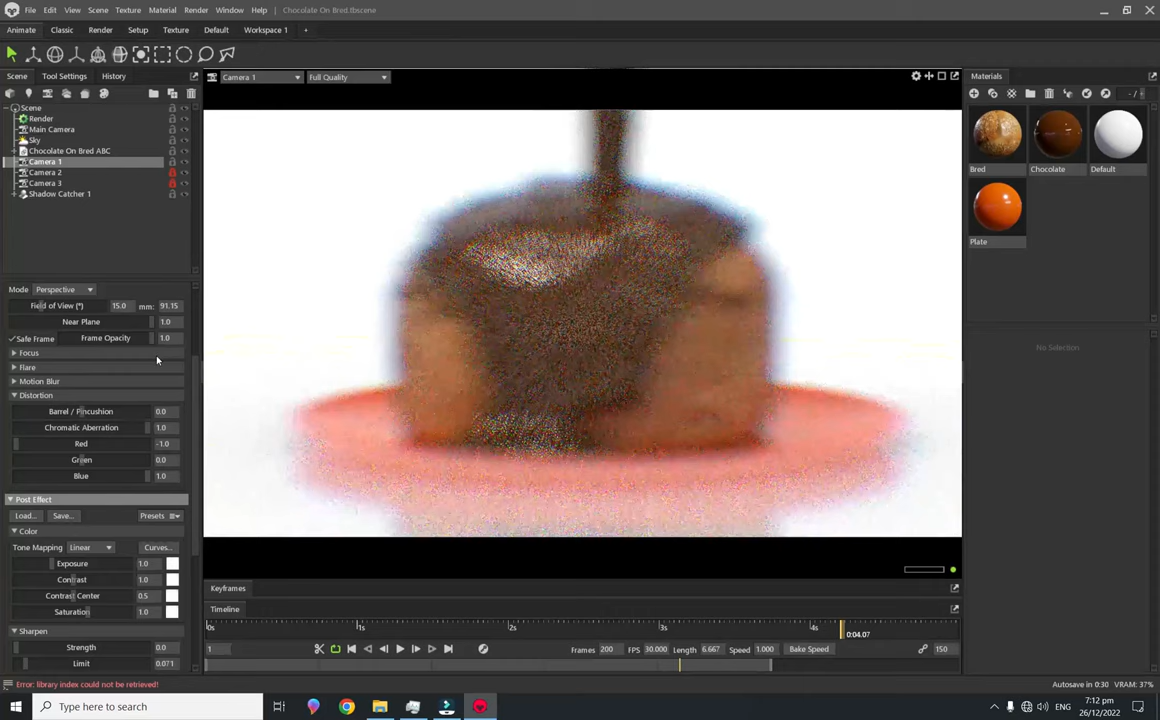 File Edit View Scene Texture Material Render Window Help Chocolate On Bred.tbscene
Animate Classic Render Setup Texture Default Workspace 1 +
Scene Tool Settings History
Camera 1 Full Quality
Materials
- /
Scene
Render
Main Camera
Sky
Chocolate On Bred ABC
Camera 1
Camera 2
Camera 3
Shadow Catcher 1
Bred Chocolate Default
Plate
No Selection
Mode Perspective
Field of View (°) 15.0 mm: 91.15
Near Plane 1.0
Safe Frame Frame Opacity 1.0
Focus
Flare
Motion Blur
Distortion
Barrel / Pincushion 0.0
Chromatic Aberration 1.0
Red -1.0
Green 0.0
Blue 1.0
Post Effect
Load... Save... Presets
Color
Tone Mapping Linear Curves...
Exposure 1.0
Contrast 1.0
Contrast Center 0.5
Saturation 1.0
Sharpen
Strength 0.0
Limit 0.071
Keyframes
Timeline
0s 1s 2s 3s 4s 0:04.07
1 Frames 200 FPS 30.000 Length 6.667 Speed 1.000 Bake Speed 150
Error: library index could not be retrieved! Autosave in 0:30 VRAM: 37%
Type here to search
ENG 7:12 pm
26/12/2022